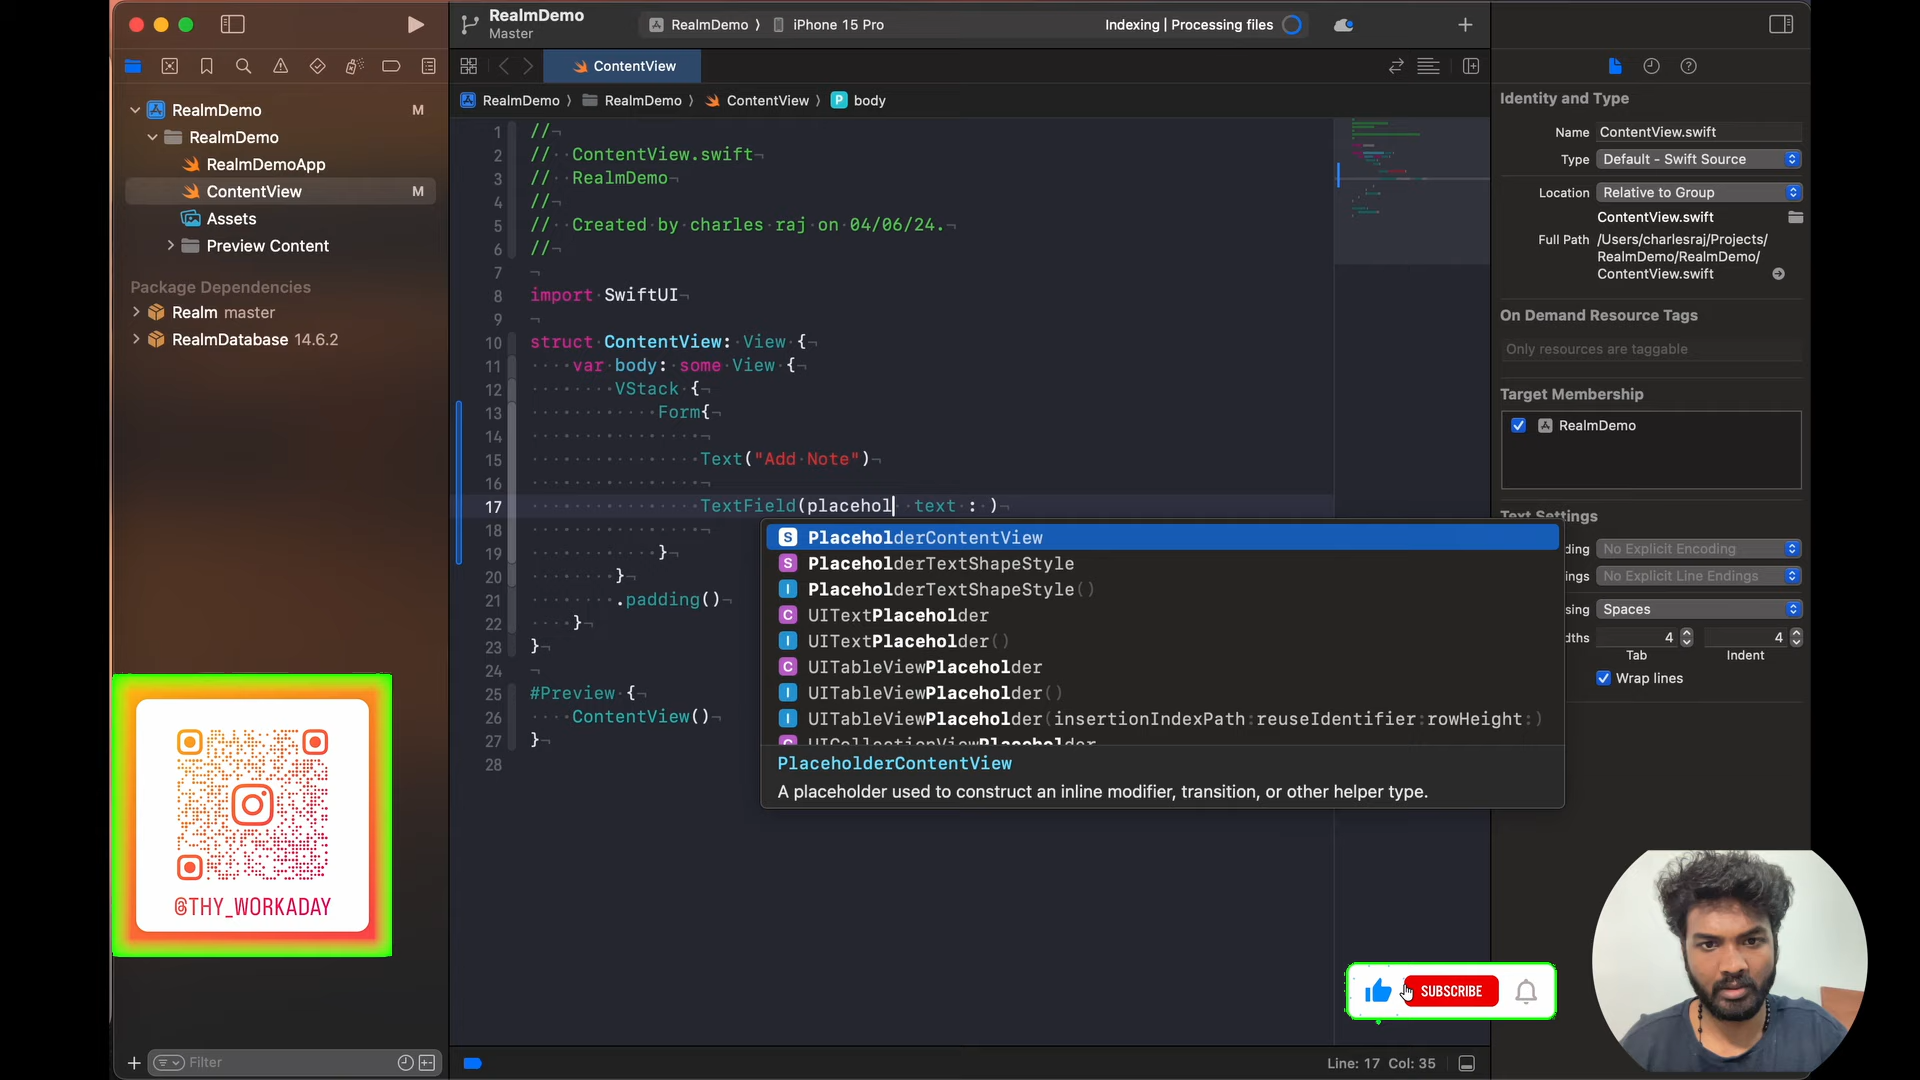 RealmDemo
Master
RealmDemo 〉 iPhone 15 Pro
Indexing | Processing files
ContentView
RealmDemo 〉 RealmDemo 〉 ContentView 〉 P body
RealmDemo M
RealmDemo
RealmDemoApp
ContentView M
Assets
Preview Content
Package Dependencies
Realm master
RealmDatabase 14.6.2
1 //
2 // ContentView.swift
3 // RealmDemo
4 //
5 // Created by charles raj on 04/06/24.
6 //
7
8 import SwiftUI
9
10 struct ContentView: View {
11 var body: some View {
12 VStack {
13 Form{
14
15 Text("Add Note")
16
17 TextField(placehol text : )
18
19 }
20 }
21 .padding()
22 }
23 }
24
25 #Preview {
26 ContentView()
27 }
28
S PlaceholderContentView
S PlaceholderTextShapeStyle
I PlaceholderTextShapeStyle()
C UITextPlaceholder
I UITextPlaceholder()
C UITableViewPlaceholder
I UITableViewPlaceholder()
I UITableViewPlaceholder(insertionIndexPath:reuseIdentifier:rowHeight:)
C UICollectionViewPlaceholder
PlaceholderContentView
A placeholder used to construct an inline modifier, transition, or other helper type.
Identity and Type
Name ContentView.swift
Type Default - Swift Source
Location Relative to Group
ContentView.swift
Full Path /Users/charlesraj/Projects/
RealmDemo/RealmDemo/
ContentView.swift
On Demand Resource Tags
Only resources are taggable
Target Membership
RealmDemo
Text Settings
ding No Explicit Encoding
ings No Explicit Line Endings
sing Spaces
dths 4 4
Tab Indent
Wrap lines
@THY_WORKADAY
SUBSCRIBE
Filter
Line: 17 Col: 35